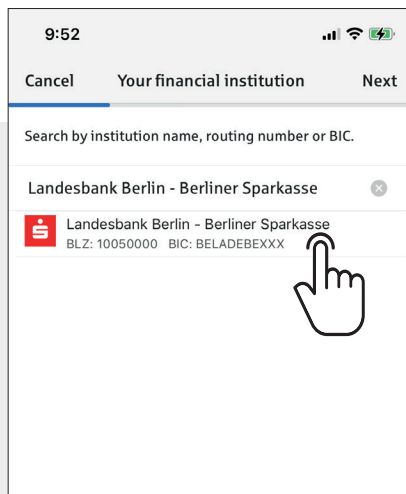 9:52
Cancel Your financial institution Next
Search by institution name, routing number or BIC.
Landesbank Berlin - Berliner Sparkasse
Landesbank Berlin - Berliner Sparkasse
BLZ: 10050000 BIC: BELADEBEXXX